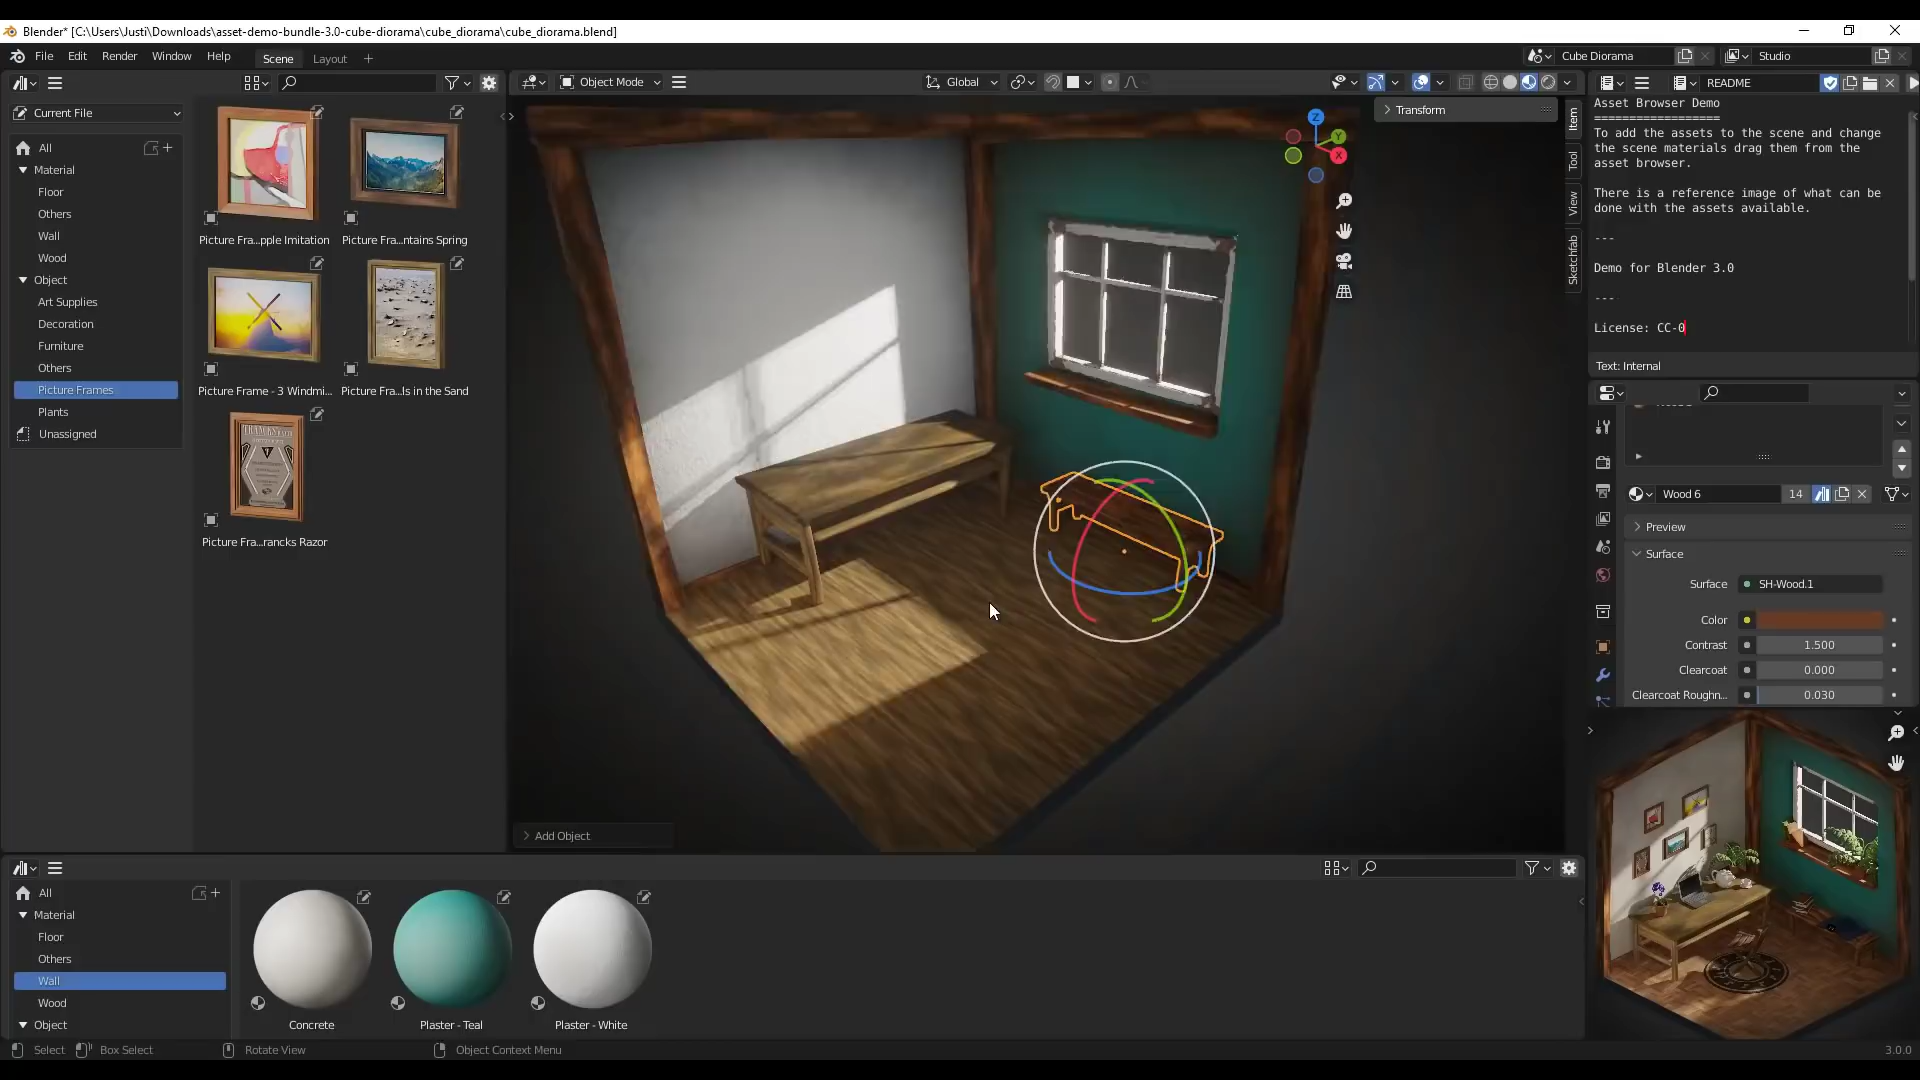 Blender* [C:\Users\Justi\Downloads\asset-demo-bundle-3.0-cube-diorama\cube_diorama\cube_diorama.blend]
File Edit Render Window Help Scene Layout +
Cube Diorama
Studio
Current File
All
Material
Floor
Others
Wall
Wood
Object
Art Supplies
Decoration
Furniture
Others
Picture Frames
Plants
Unassigned
Picture Fra...pple Imitation
Picture Fra...ntains Spring
Picture Frame - 3 Windmi...
Picture Fra...ls in the Sand
Picture Fra...rancks Razor
Object Mode
Global
Transform
Item
Tool
View
Sketchfab
Add Object
README
Asset Browser Demo
==================
To add the assets to the scene and change
the scene materials drag them from the
asset browser.
There is a reference image of what can be
done with the assets available.
---
Demo for Blender 3.0
---
License: CC-0
Text: Internal
Wood 6 14
Preview
Surface
Surface SH-Wood.1
Color
Contrast 1.500
Clearcoat 0.000
Clearcoat Roughn... 0.030
All
Material
Floor
Others
Wall
Wood
Object
Concrete
Plaster - Teal
Plaster - White
Select Box Select Rotate View Object Context Menu 3.0.0